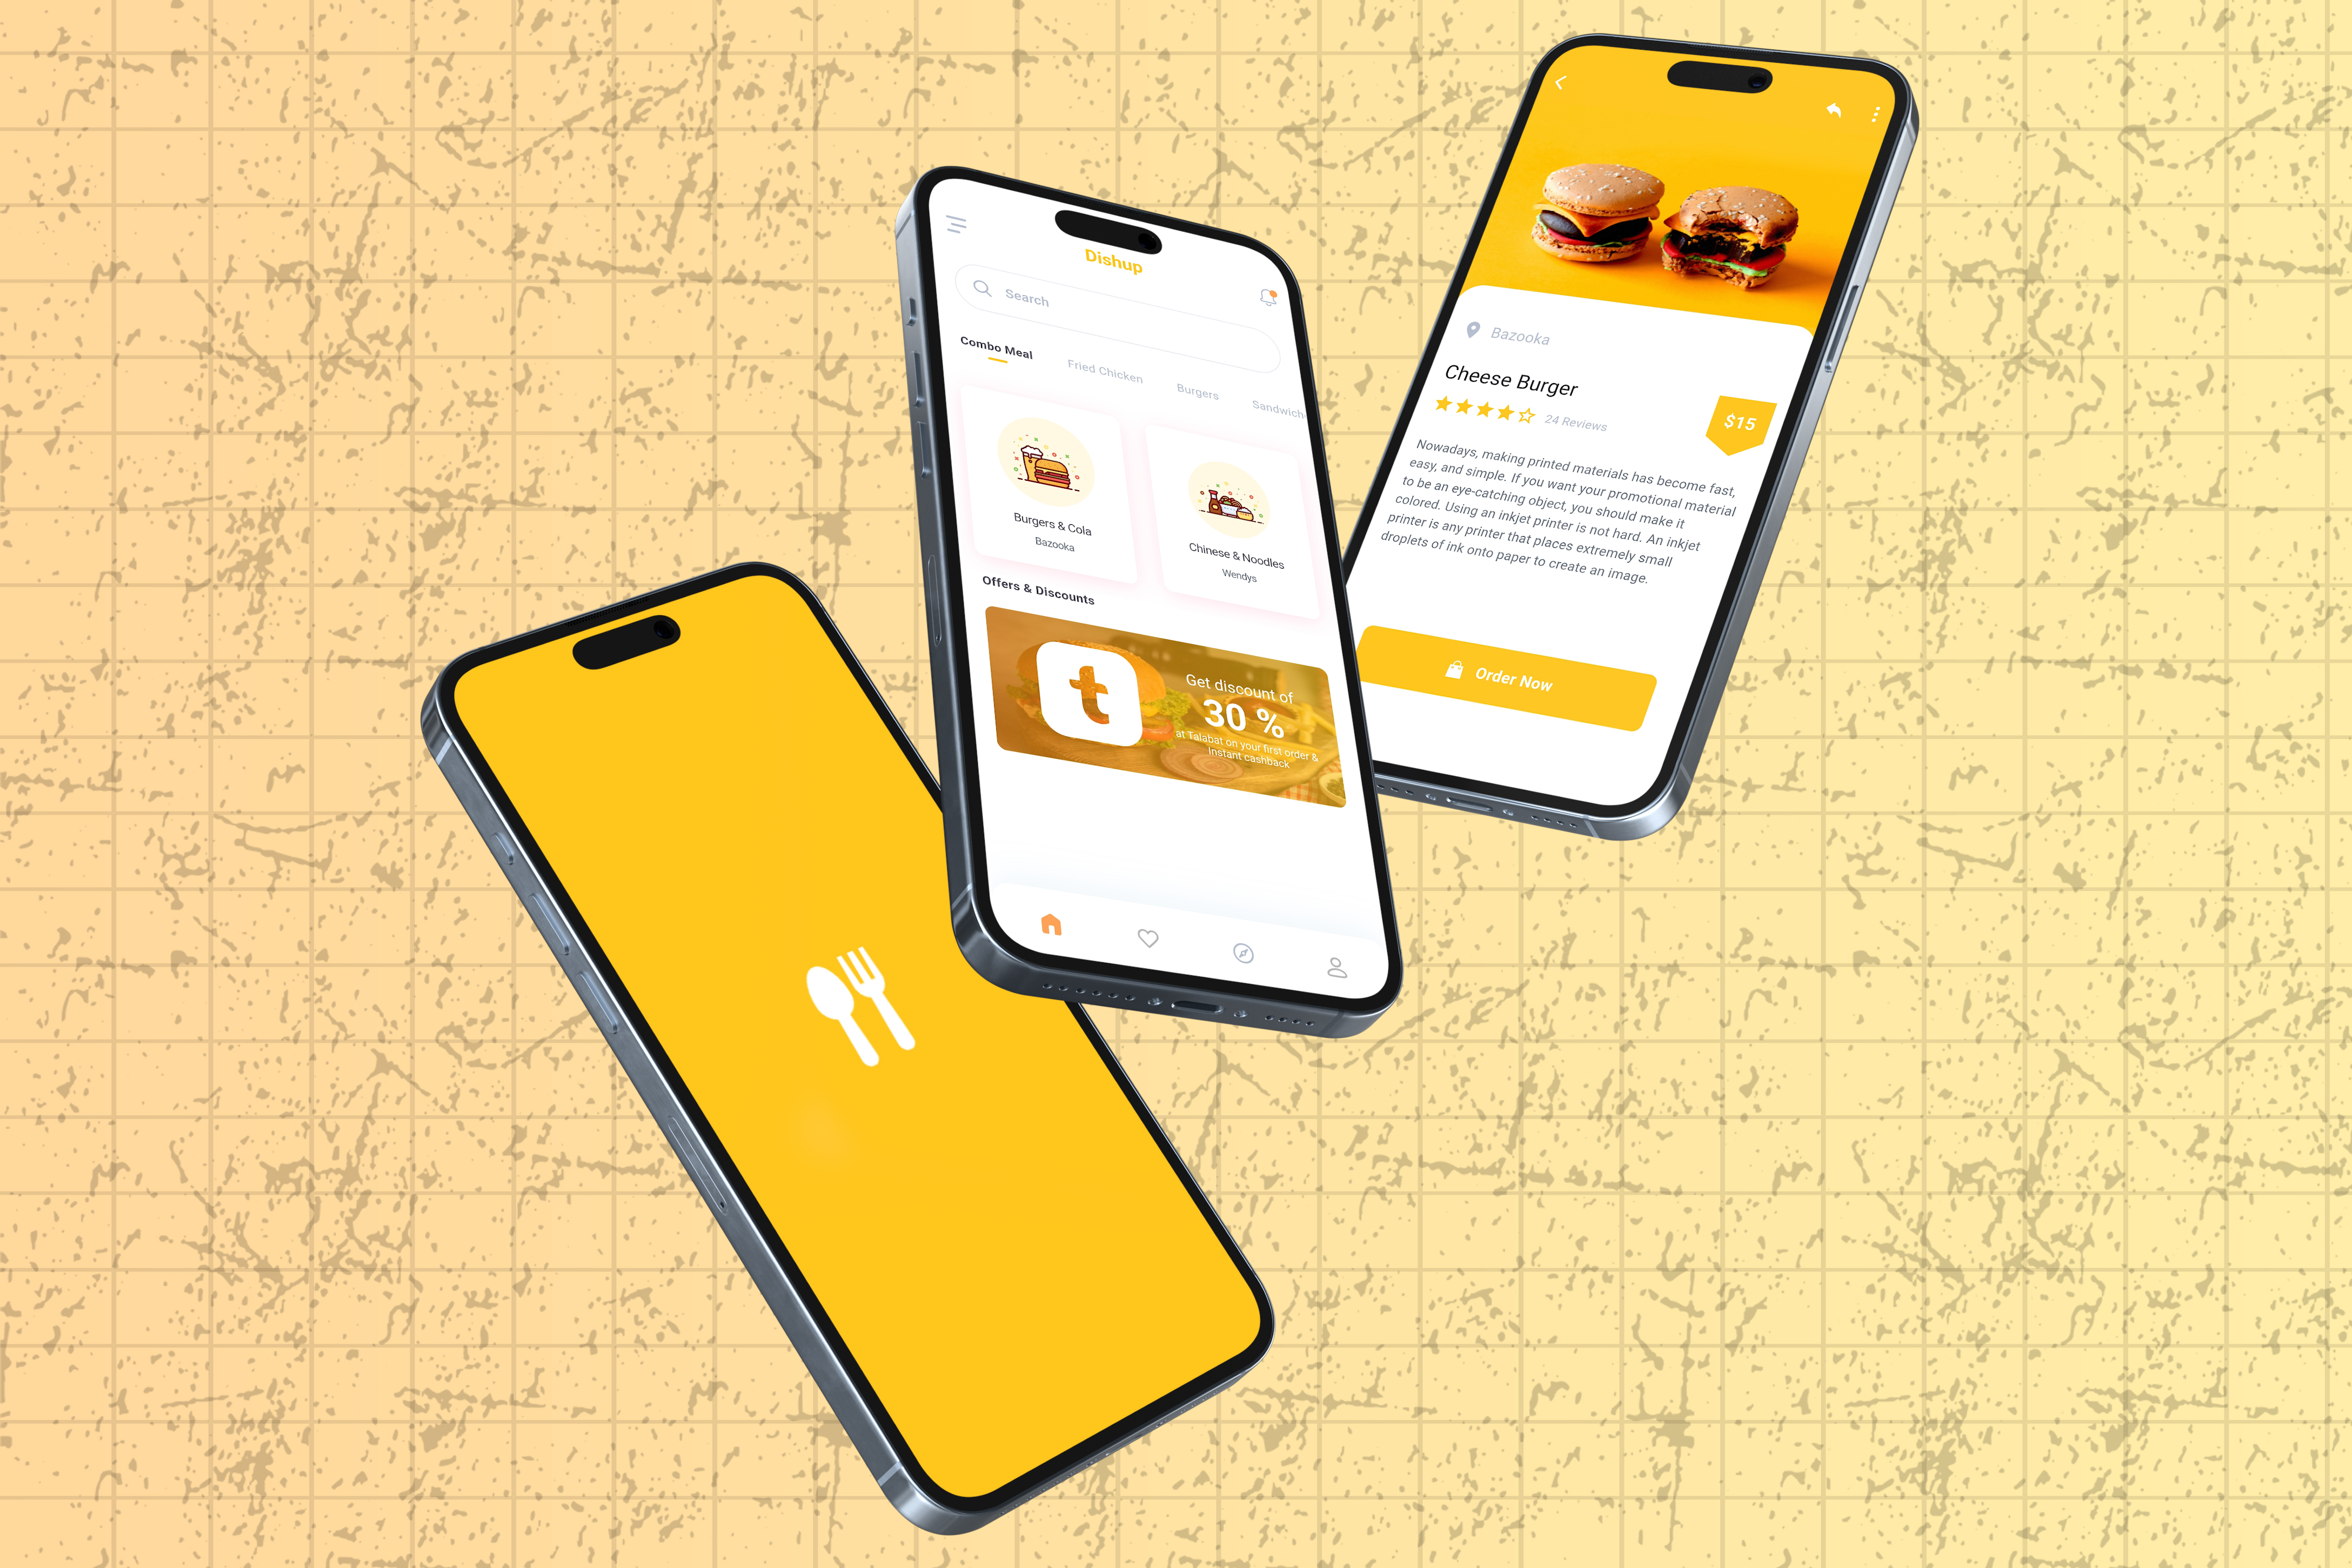 Dishup
Search
Combo Meal
Fried Chicken
Burgers
Sandwich
Burgers & Cola
Bazooka
Chinese & Noodles
Wendys
Offers & Discounts
t
Get discount of
30 %
at Talabat on your first order &
Instant cashback
Bazooka
Cheese Burger
24 Reviews
$15
Nowadays, making printed materials has become fast,
easy, and simple. If you want your promotional material
to be an eye-catching object, you should make it
colored. Using an inkjet printer is not hard. An inkjet
printer is any printer that places extremely small
droplets of ink onto paper to create an image.
Order Now